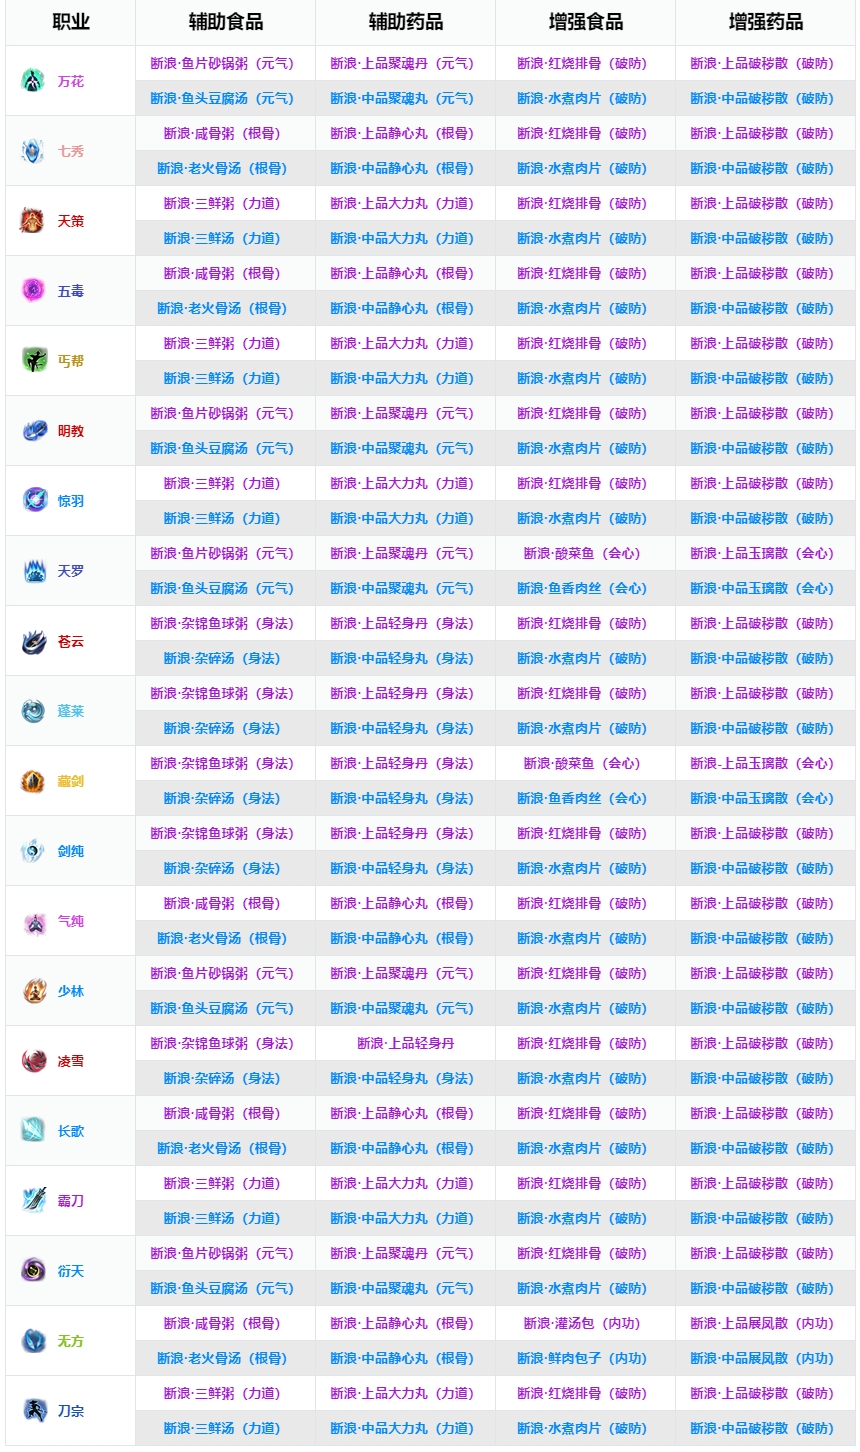 职业 辅助食品 辅助药品 增强食品 增强药品
断浪·鱼片砂锅粥（元气） 断浪·上品聚魂丹（元气） 断浪·红烧排骨（破防） 断浪·上品破秽散（破防）
万花
断浪·鱼头豆腐汤（元气） 断浪·中品聚魂丸（元气） 断浪·水煮肉片（破防） 断浪·中品破秽散（破防）
断浪·咸骨粥（根骨） 断浪·上品静心丸（根骨） 断浪·红烧排骨（破防） 断浪·上品破秽散（破防）
七秀
断浪·老火骨汤（根骨） 断浪·中品静心丸（根骨） 断浪·水煮肉片（破防） 断浪·中品破秽散（破防）
断浪·三鲜粥（力道） 断浪·上品大力丸（力道） 断浪·红烧排骨（破防） 断浪·上品破秽散（破防）
天策
断浪·三鲜汤（力道） 断浪·中品大力丸（力道） 断浪·水煮肉片（破防） 断浪·中品破秽散（破防）
断浪·咸骨粥（根骨） 断浪·上品静心丸（根骨） 断浪·红烧排骨（破防） 断浪·上品破秽散（破防）
五毒
断浪·老火骨汤（根骨） 断浪·中品静心丸（根骨） 断浪·水煮肉片（破防） 断浪·中品破秽散（破防）
断浪·三鲜粥（力道） 断浪·上品大力丸（力道） 断浪·红烧排骨（破防） 断浪·上品破秽散（破防）
丐帮
断浪·三鲜汤（力道） 断浪·中品大力丸（力道） 断浪·水煮肉片（破防） 断浪·中品破秽散（破防）
断浪·鱼片砂锅粥（元气） 断浪·上品聚魂丹（元气） 断浪·红烧排骨（破防） 断浪·上品破秽散（破防）
明教
断浪·鱼头豆腐汤（元气） 断浪·中品聚魂丸（元气） 断浪·水煮肉片（破防） 断浪·中品破秽散（破防）
断浪·三鲜粥（力道） 断浪·上品大力丸（力道） 断浪·红烧排骨（破防） 断浪·上品破秽散（破防）
惊羽
断浪·三鲜汤（力道） 断浪·中品大力丸（力道） 断浪·水煮肉片（破防） 断浪·中品破秽散（破防）
断浪·鱼片砂锅粥（元气） 断浪·上品聚魂丹（元气） 断浪·酸菜鱼（会心） 断浪·上品玉璃散（会心）
天罗
断浪·鱼头豆腐汤（元气） 断浪·中品聚魂丸（元气） 断浪·鱼香肉丝（会心） 断浪·中品玉璃散（会心）
断浪·杂锦鱼球粥（身法） 断浪·上品轻身丹（身法） 断浪·红烧排骨（破防） 断浪·上品破秽散（破防）
苍云
断浪·杂碎汤（身法） 断浪·中品轻身丸（身法） 断浪·水煮肉片（破防） 断浪·中品破秽散（破防）
断浪·杂锦鱼球粥（身法） 断浪·上品轻身丹（身法） 断浪·红烧排骨（破防） 断浪·上品破秽散（破防）
蓬莱
断浪·杂碎汤（身法） 断浪·中品轻身丸（身法） 断浪·水煮肉片（破防） 断浪·中品破秽散（破防）
断浪·杂锦鱼球粥（身法） 断浪·上品轻身丹（身法） 断浪·酸菜鱼（会心） 断浪-上品玉璃散（会心）
藏剑
断浪·杂碎汤（身法） 断浪·中品轻身丸（身法） 断浪·鱼香肉丝（会心） 断浪·中品玉璃散（会心）
断浪·杂锦鱼球粥（身法） 断浪·上品轻身丹（身法） 断浪·红烧排骨（破防） 断浪·上品破秽散（破防）
剑纯
断浪·杂碎汤（身法） 断浪·中品轻身丸（身法） 断浪·水煮肉片（破防） 断浪·中品破秽散（破防）
断浪·咸骨粥（根骨） 断浪·上品静心丸（根骨） 断浪·红烧排骨（破防） 断浪·上品破秽散（破防）
气纯
断浪·老火骨汤（根骨） 断浪·中品静心丸（根骨） 断浪·水煮肉片（破防） 断浪·中品破秽散（破防）
断浪·鱼片砂锅粥（元气） 断浪·上品聚魂丹（元气） 断浪·红烧排骨（破防） 断浪·上品破秽散（破防）
少林
断浪·鱼头豆腐汤（元气） 断浪·中品聚魂丸（元气） 断浪·水煮肉片（破防） 断浪·中品破秽散（破防）
断浪·杂锦鱼球粥（身法） 断浪·上品轻身丹 断浪·红烧排骨（破防） 断浪·上品破秽散（破防）
凌雪
断浪·杂碎汤（身法） 断浪·中品轻身丸（身法） 断浪·水煮肉片（破防） 断浪·中品破秽散（破防）
断浪·咸骨粥（根骨） 断浪·上品静心丸（根骨） 断浪·红烧排骨（破防） 断浪·上品破秽散（破防）
长歌
断浪·老火骨汤（根骨） 断浪·中品静心丸（根骨） 断浪·水煮肉片（破防） 断浪·中品破秽散（破防）
断浪·三鲜粥（力道） 断浪·上品大力丸（力道） 断浪·红烧排骨（破防） 断浪·上品破秽散（破防）
霸刀
断浪·三鲜汤（力道） 断浪·中品大力丸（力道） 断浪·水煮肉片（破防） 断浪·中品破秽散（破防）
断浪·鱼片砂锅粥（元气） 断浪·上品聚魂丹（元气） 断浪·红烧排骨（破防） 断浪·上品破秽散（破防）
衍天
断浪·鱼头豆腐汤（元气） 断浪·中品聚魂丸（元气） 断浪·水煮肉片（破防） 断浪·中品破秽散（破防）
断浪·咸骨粥（根骨） 断浪·上品静心丸（根骨） 断浪·灌汤包（内功） 断浪·上品展凤散（内功）
无方
断浪·老火骨汤（根骨） 断浪·中品静心丸（根骨） 断浪·鲜肉包子（内功） 断浪·中品展凤散（内功）
断浪·三鲜粥（力道） 断浪·上品大力丸（力道） 断浪·红烧排骨（破防） 断浪·上品破秽散（破防）
刀宗
断浪·三鲜汤（力道） 断浪·中品大力丸（力道） 断浪·水煮肉片（破防） 断浪·中品破秽散（破防）